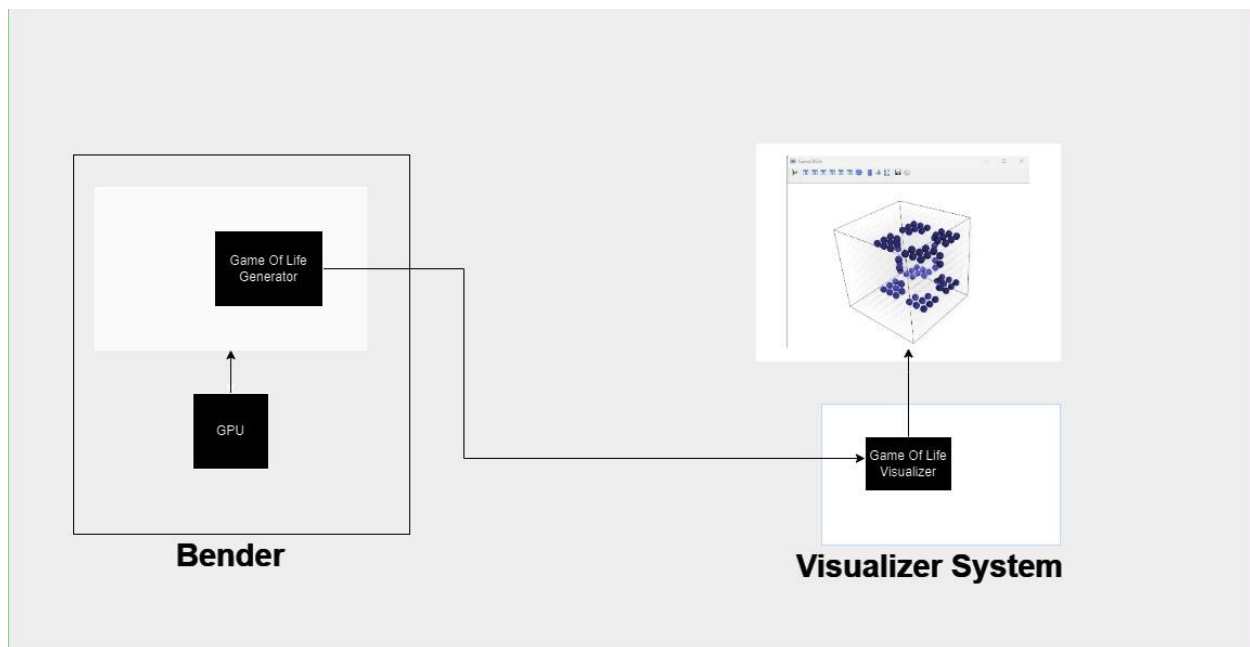 Game Of Life
Generator
GPU
Bender
Game Of Life
Visualizer
Visualizer System